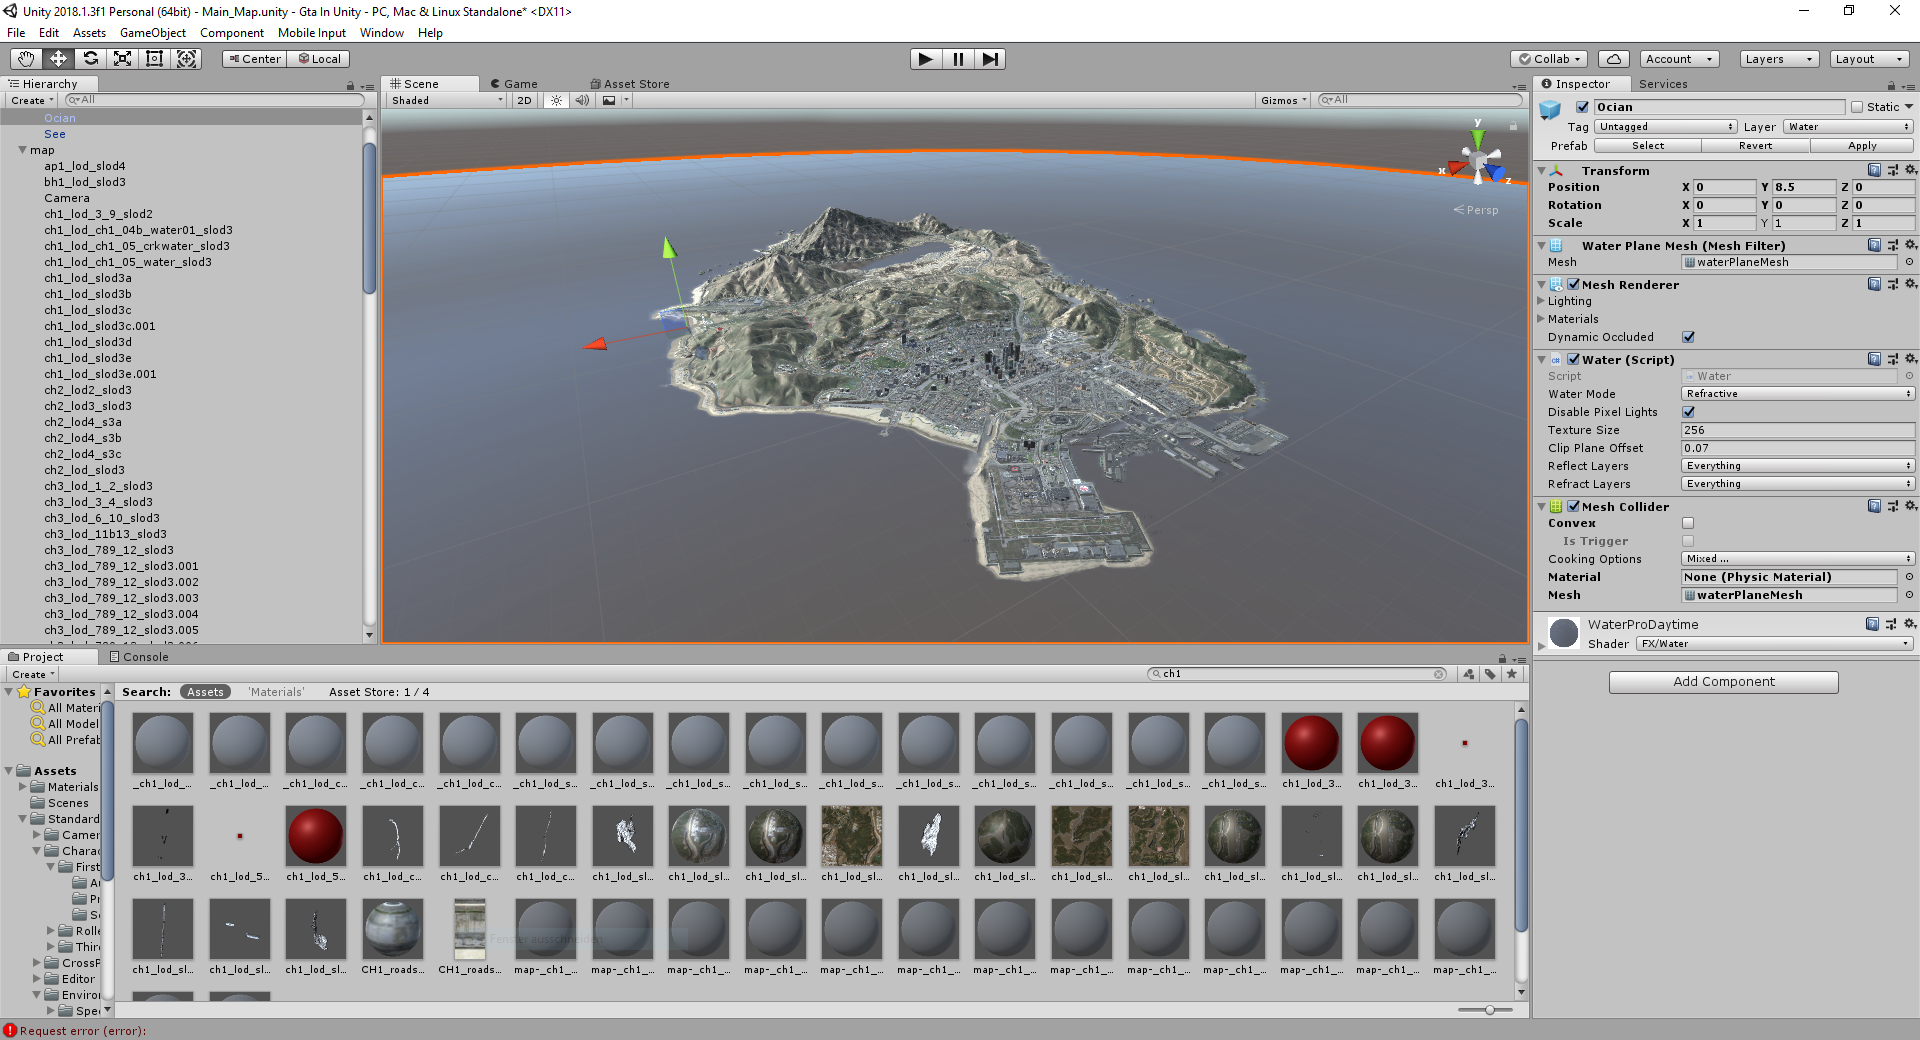 Unity 2018.1.3f1 Personal (64bit) - Main_Map.unity - Gta In Unity - PC, Mac & Linux Standalone* <DX11>
File Edit Assets GameObject Component Mobile Input Window Help
Center Local
Collab Account Layers Layout
Hierarchy
Create All
Ocian
See
map
ap1_lod_slod4
bh1_lod_slod3
Camera
ch1_lod_3_9_slod2
ch1_lod_ch1_04b_water01_slod3
ch1_lod_ch1_05_crkwater_slod3
ch1_lod_ch1_05_water_slod3
ch1_lod_slod3a
ch1_lod_slod3b
ch1_lod_slod3c
ch1_lod_slod3c.001
ch1_lod_slod3d
ch1_lod_slod3e
ch1_lod_slod3e.001
ch2_lod2_slod3
ch2_lod3_slod3
ch2_lod4_s3a
ch2_lod4_s3b
ch2_lod4_s3c
ch2_lod_slod3
ch3_lod_1_2_slod3
ch3_lod_3_4_slod3
ch3_lod_6_10_slod3
ch3_lod_11b13_slod3
ch3_lod_789_12_slod3
ch3_lod_789_12_slod3.001
ch3_lod_789_12_slod3.002
ch3_lod_789_12_slod3.003
ch3_lod_789_12_slod3.004
ch3_lod_789_12_slod3.005
Scene Game Asset Store
Shaded 2D Gizmos All
y
x
z
Persp
Inspector Services
Ocian Static
Tag Untagged Layer Water
Prefab Select Revert Apply
Transform
Position X 0 Y 8.5 Z 0
Rotation X 0 Y 0 Z 0
Scale X 1 Y 1 Z 1
Water Plane Mesh (Mesh Filter)
Mesh waterPlaneMesh
Mesh Renderer
Lighting
Materials
Dynamic Occluded
Water (Script)
Script Water
Water Mode Refractive
Disable Pixel Lights
Texture Size 256
Clip Plane Offset 0.07
Reflect Layers Everything
Refract Layers Everything
Mesh Collider
Convex
Is Trigger
Cooking Options Mixed ...
Material None (Physic Material)
Mesh waterPlaneMesh
WaterProDaytime
Shader FX/Water
Add Component
Project Console
Create ch1
Favorites
All Materi
All Model
All Prefab
Assets
Materials
Scenes
Standard
Camer
Charac
First
Au
Pr
Sc
Rolle
Thir
CrossP
Editor
Enviro
Spee
Search: Assets 'Materials' Asset Store: 1 / 4
_ch1_lod_... _ch1_lod_... _ch1_lod_c... _ch1_lod_c... _ch1_lod_c... _ch1_lod_s... _ch1_lod_s... _ch1_lod_s... _ch1_lod_s... _ch1_lod_s... _ch1_lod_s... _ch1_lod_s... _ch1_lod_s... _ch1_lod_s... _ch1_lod_s... ch1_lod_3... ch1_lod_3... ch1_lod_3...
ch1_lod_3... ch1_lod_5... ch1_lod_5... ch1_lod_c... ch1_lod_c... ch1_lod_c... ch1_lod_sl... ch1_lod_sl... ch1_lod_sl... ch1_lod_sl... ch1_lod_sl... ch1_lod_sl... ch1_lod_sl... ch1_lod_sl... ch1_lod_sl... ch1_lod_sl... ch1_lod_sl... ch1_lod_sl...
Fenster ausschneiden
ch1_lod_sl... ch1_lod_sl... ch1_lod_sl... CH1_roads... CH1_roads... map-_ch1_... map-_ch1_... map-_ch1_... map-_ch1_... map-_ch1_... map-_ch1_... map-_ch1_... map-_ch1_... map-_ch1_... map-_ch1_... map-_ch1_... map-_ch1_... map-_ch1_...
Request error (error):